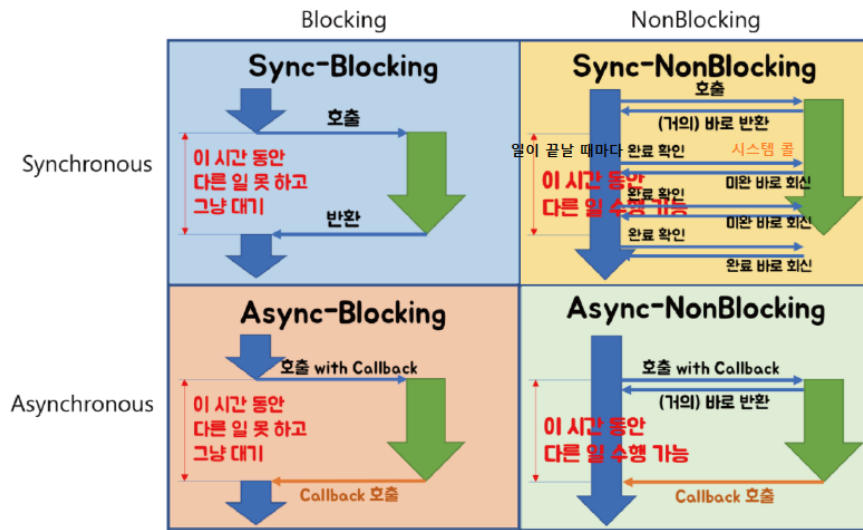 Blocking
NonBlocking
Synchronous
Sync-Blocking
호출
이 시간 동안
다른 일 못 하고
그냥 대기
반환
Sync-NonBlocking
호출
(거의) 바로 반환
일이 끝날 때마다 완료 확인
시스템 콜
이 시간 동안
다른 일 수행 가능
미완 바로 회신
완료 확인
미완 바로 회신
완료 확인
완료 바로 회신
Asynchronous
Async-Blocking
호출 with Callback
이 시간 동안
다른 일 못 하고
그냥 대기
Callback 호출
Async-NonBlocking
호출 with Callback
(거의) 바로 반환
이 시간 동안
다른 일 수행 가능
Callback 호출